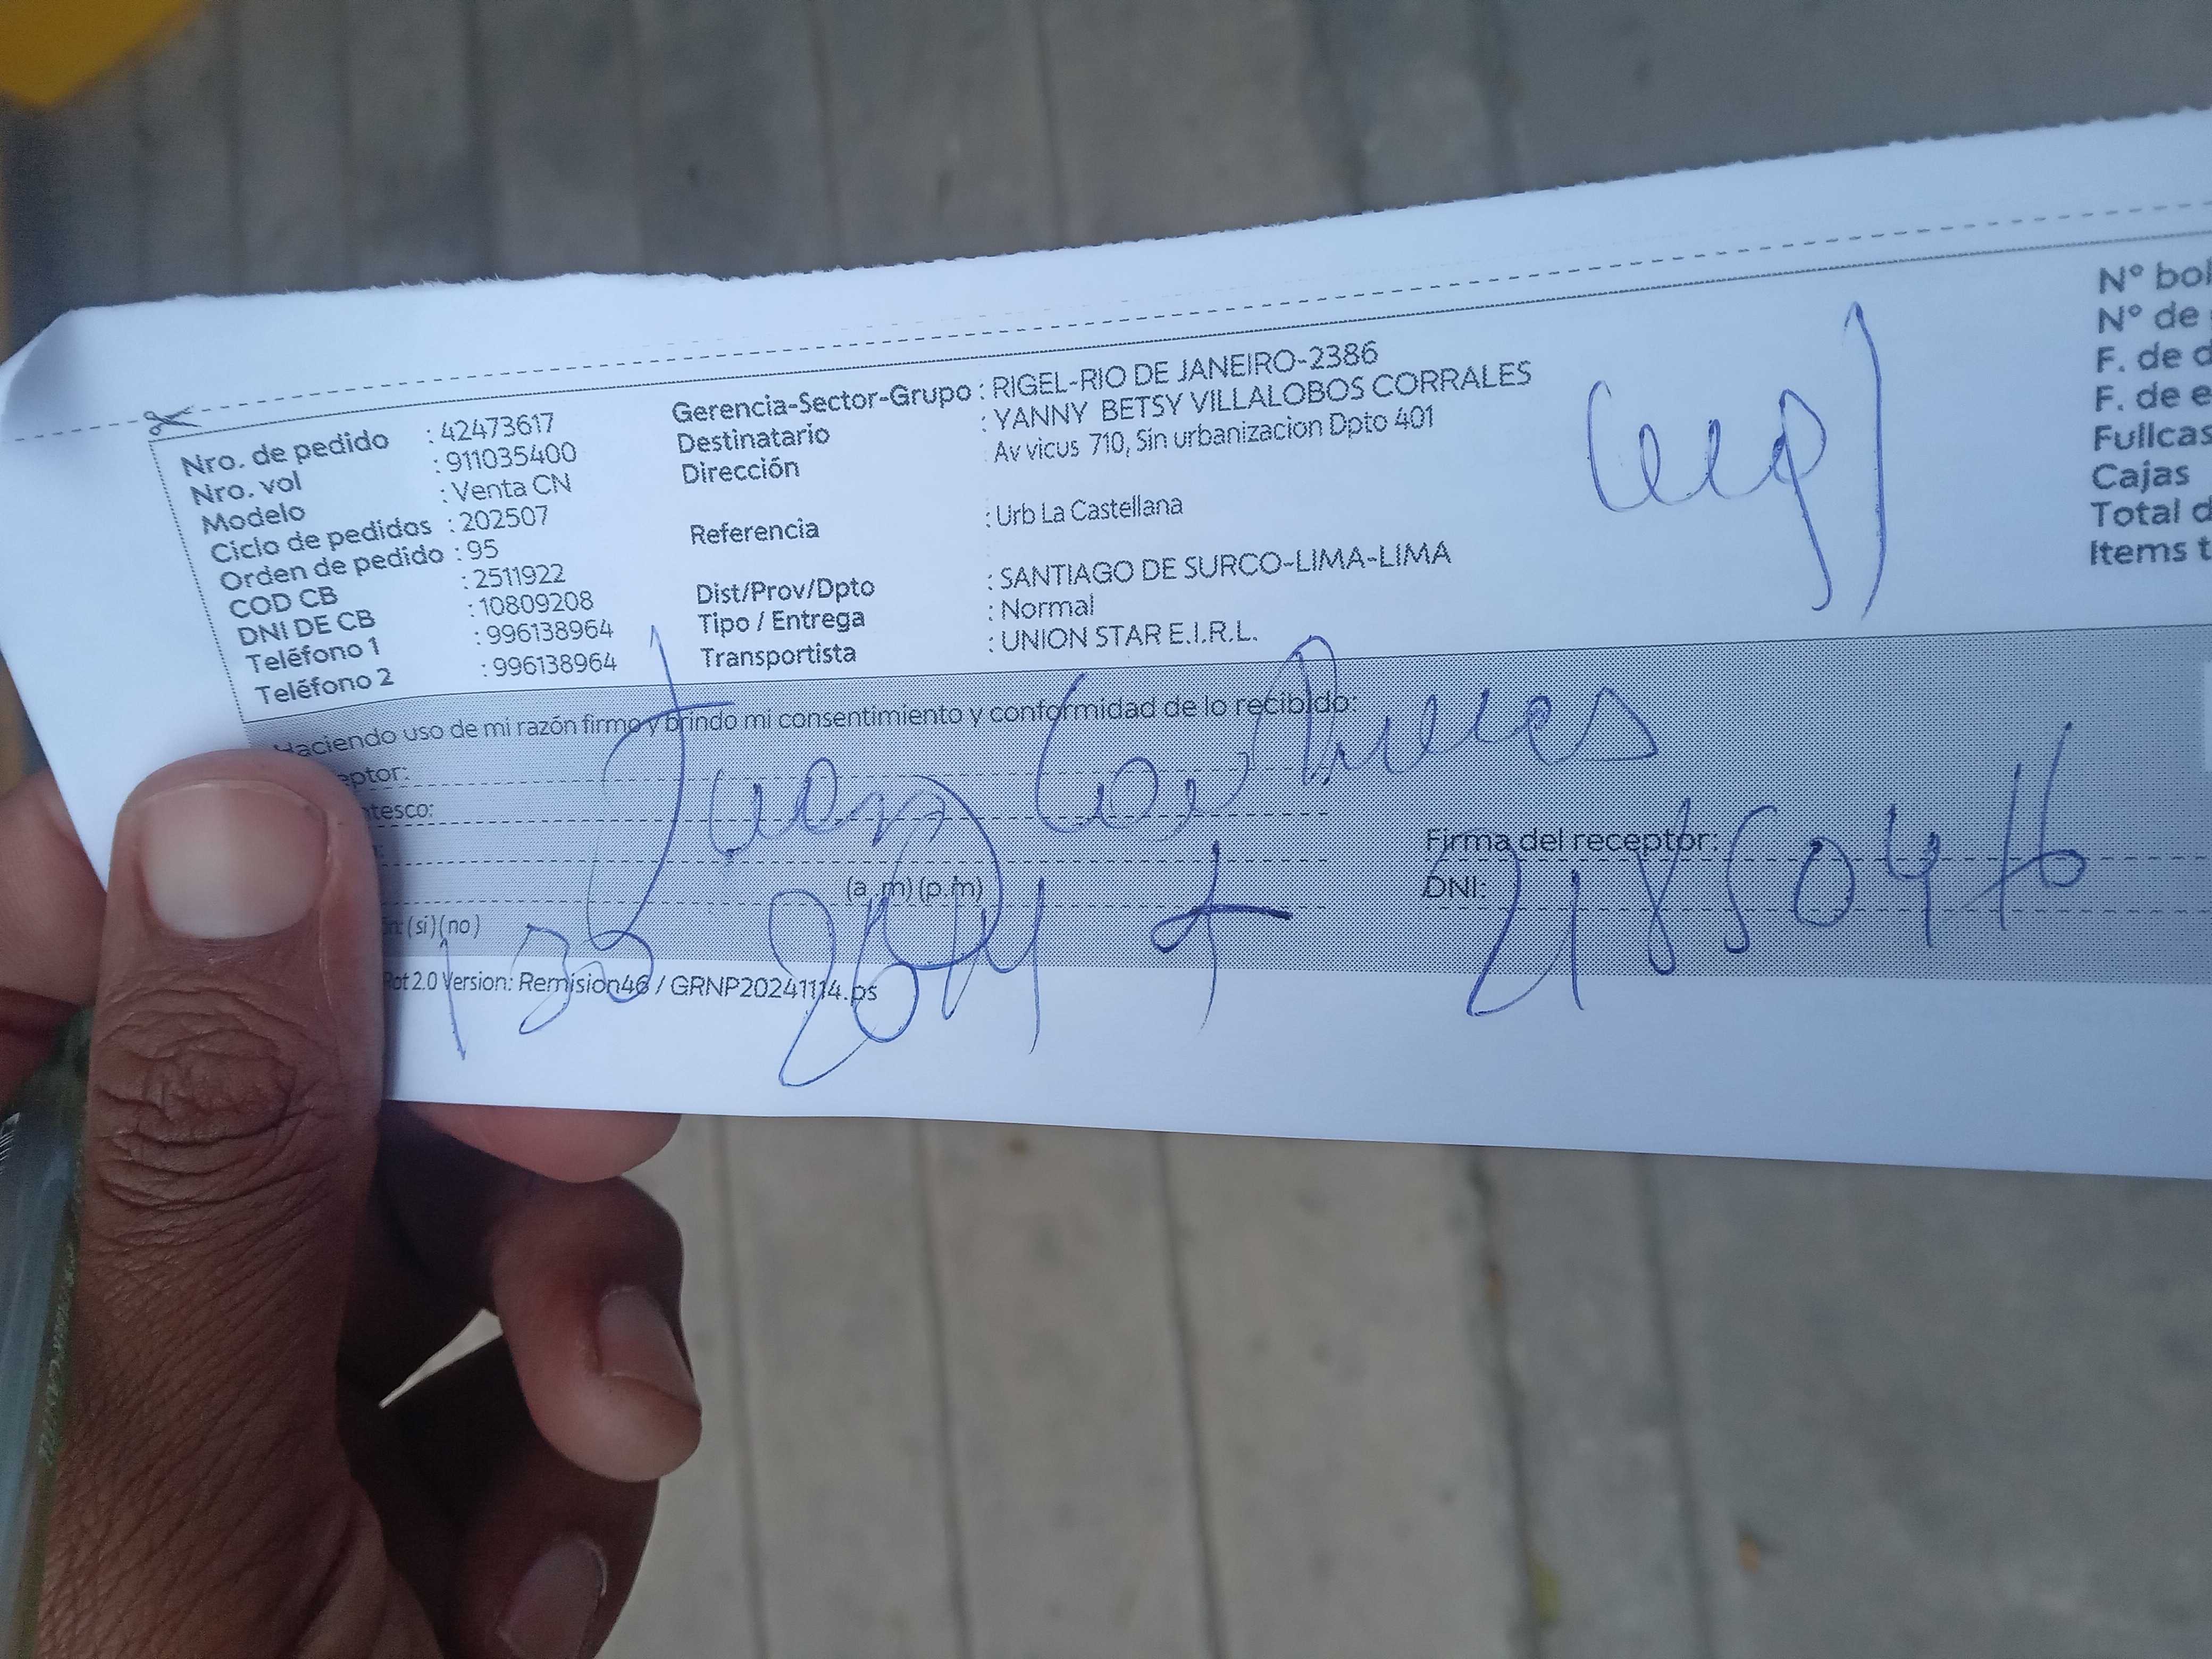 Nro. de pedido : 42473617
Nro. vol : 911035400
Modelo : Venta CN
Ciclo de pedidos : 202507
Orden de pedido : 95
COD CB : 2511922
DNI DE CB : 10809208
Teléfono 1 : 996138964
Teléfono 2 : 996138964
Gerencia-Sector-Grupo : RIGEL-RIO DE JANEIRO-2386
Destinatario : YANNY BETSY VILLALOBOS CORRALES
Dirección Av vicus 710, Sin urbanizacion Dpto 401
Referencia : Urb La Castellana
Dist/Prov/Dpto : SANTIAGO DE SURCO-LIMA-LIMA
Tipo / Entrega : Normal
Transportista : UNION STAR E.I.R.L.
N° bol
N° de
F. de d
F. de e
Fullcas
Cajas
Total d
Items t
Haciendo uso de mi razón firmo y brindo mi consentimiento y conformidad de lo recibido:
eptor:
Juan
ntesco:
(a .m) (p.m)
(si) (no)
Firma del receptor:
DNI: 21850476
Pot 2.0 Version: Remision46 / GRNP20241114.ps